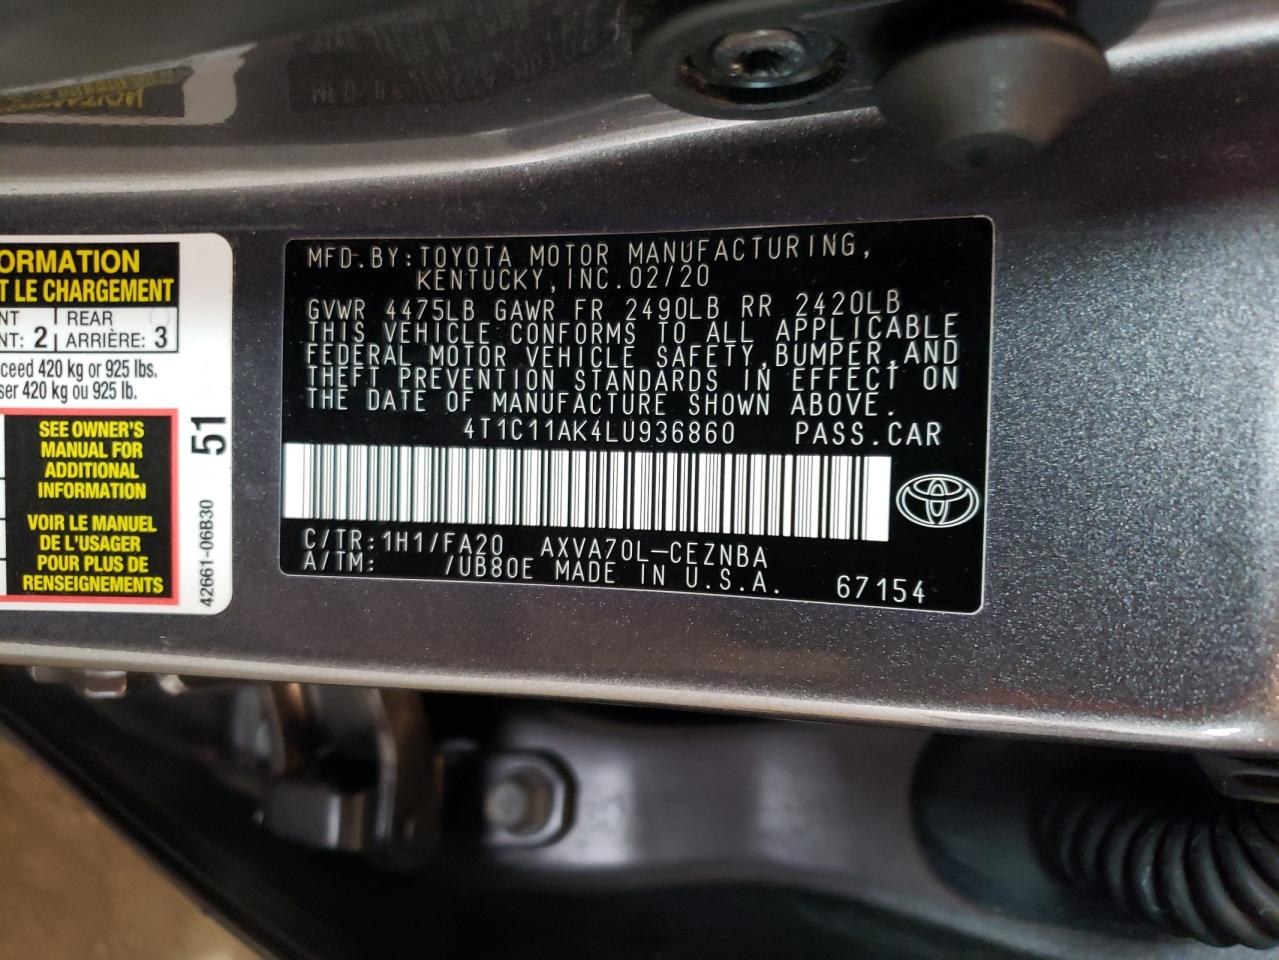 ORMATION
T LE CHARGEMENT
NT REAR
NT: 2 ARRIÈRE: 3
ceed 420 kg or 925 lbs.
ser 420 kg ou 925 lb.
SEE OWNER'S
MANUAL FOR
ADDITIONAL
INFORMATION
VOIR LE MANUEL
DE L'USAGER
POUR PLUS DE
RENSEIGNEMENTS
51
42661-06B30
MFD.BY:TOYOTA MOTOR MANUFACTURING,
KENTUCKY,INC.02/20
GVWR 4475LB GAWR FR 2490LB RR 2420LB
THIS VEHICLE CONFORMS TO ALL APPLICABLE
FEDERAL MOTOR VEHICLE SAFETY,BUMPER,AND
THEFT PREVENTION STANDARDS IN EFFECT ON
THE DATE OF MANUFACTURE SHOWN ABOVE.
4T1C11AK4LU936860 PASS.CAR
C/TR:1H1/FA20 AXVA70L-CEZNBA
A/TM: /UB80E MADE IN U.S.A. 67154